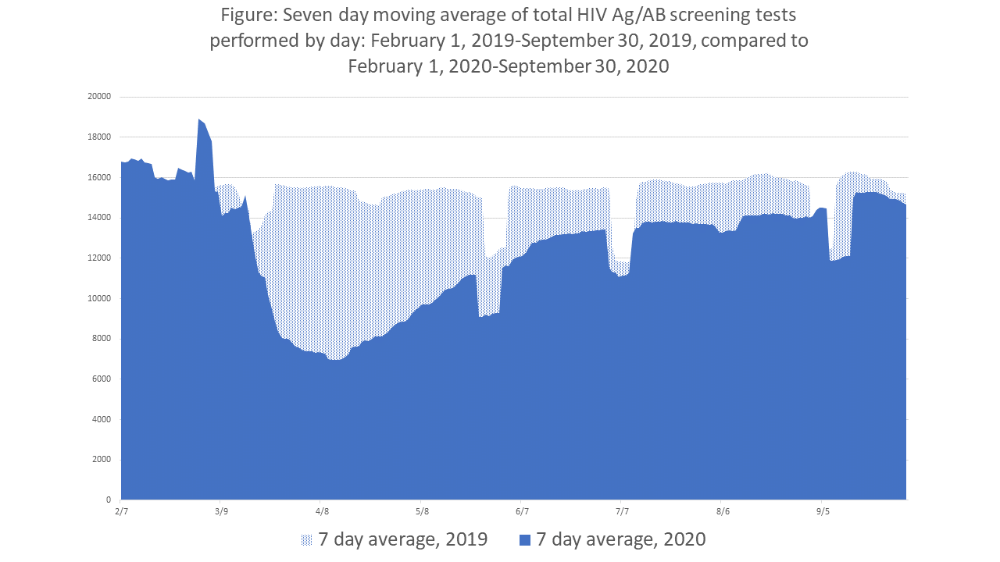 Figure: Seven day moving average of total HIV Ag/AB screening tests
performed by day: February 1, 2019-September 30, 2019, compared to
February 1, 2020-September 30, 2020
20000
18000
16000
14000
12000
10000
8000
6000
4000
2000
0
2/7 3/9 4/8 5/8 6/7 7/7 8/6 9/5
7 day average, 2019 7 day average, 2020